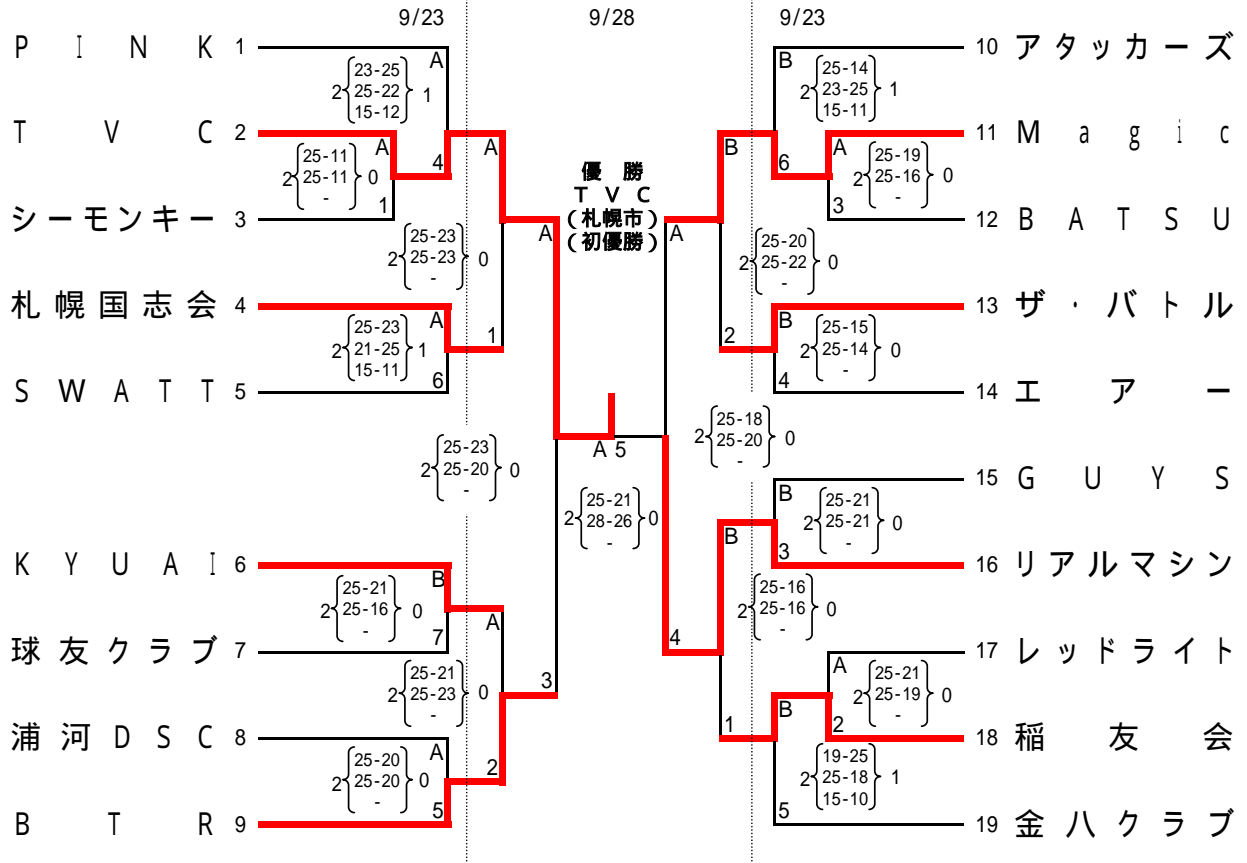 9/23 9/28 9/23
PINK 1
TVC 2
シーモンキー 3
札幌国志会 4
SWATT 5
KYUAI 6
球友クラブ 7
浦河DSC 8
BTR 9
A
2 23-25 1
25-22
15-12
4
A
2 25-11 0
25-11
-
1
A
2 25-23 0
25-23
-
1
A
2 25-23 1
21-25
15-11
6
A
2 25-23 0
25-20
-
3
B
2 25-21 0
25-16
-
7
A
2 25-21 0
25-23
-
2
A
2 25-20 0
25-20
-
5
優勝
TVC
(札幌市)
(初優勝)
A 5
2 25-21 0
28-26
-
10 アタッカーズ
11 Magic
12 BATSU
13 ザ・バトル
14 エアー
15 GUYS
16 リアルマシン
17 レッドライト
18 稲友会
19 金八クラブ
B
2 25-14 1
23-25
15-11
6
A
2 25-19 0
25-16
-
3
B
2 25-20 0
25-22
-
2
B
2 25-15 0
25-14
-
4
A
2 25-18 0
25-20
-
4
B
2 25-21 0
25-21
-
3
B
2 25-16 0
25-16
-
1
A
2 25-21 0
25-19
-
2
B
2 19-25 1
25-18
15-10
5